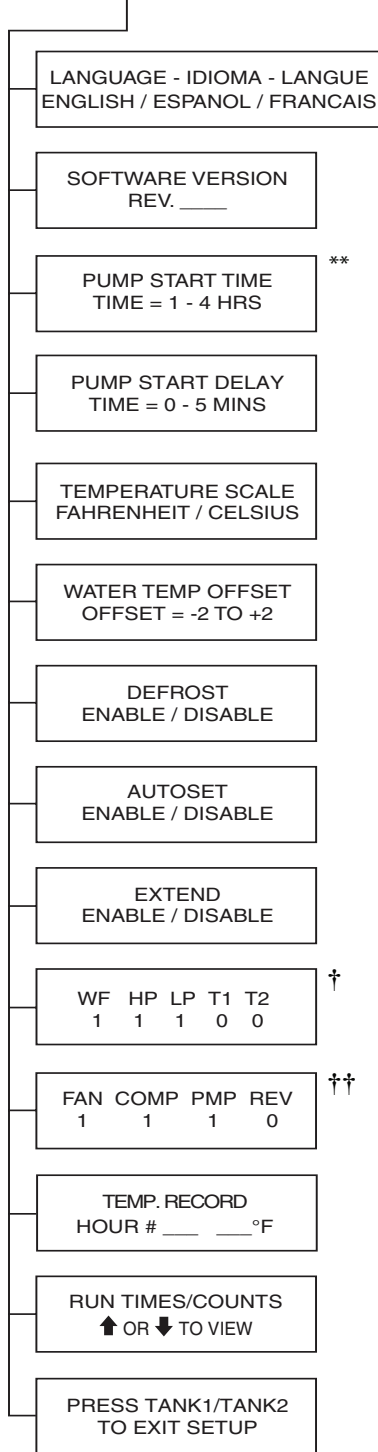 LANGUAGE - IDIOMA - LANGUE
ENGLISH / ESPANOL / FRANCAIS
SOFTWARE VERSION
REV. ____
PUMP START TIME
TIME = 1 - 4 HRS
**
PUMP START DELAY
TIME = 0 - 5 MINS
TEMPERATURE SCALE
FAHRENHEIT / CELSIUS
WATER TEMP OFFSET
OFFSET = -2 TO +2
DEFROST
ENABLE / DISABLE
AUTOSET
ENABLE / DISABLE
EXTEND
ENABLE / DISABLE
†
WF HP LP T1 T2
1 1 1 0 0
††
FAN COMP PMP REV
1 1 1 0
TEMP. RECORD
HOUR # ___ ___°F
RUN TIMES/COUNTS
⬆ OR ⬇ TO VIEW
PRESS TANK1/TANK2
TO EXIT SETUP